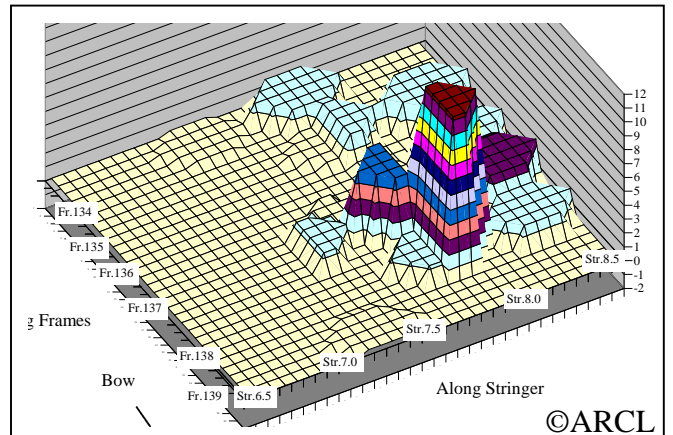 12
11
10
9
8
7
6
5
4
3
2
1
0
-1
-2
Fr.134
Fr.135
Fr.136
Fr.137
Fr.138
Fr.139
Str.6.5
Str.7.0
Str.7.5
Str.8.0
Str.8.5
g Frames
Bow
Along Stringer
©ARCL